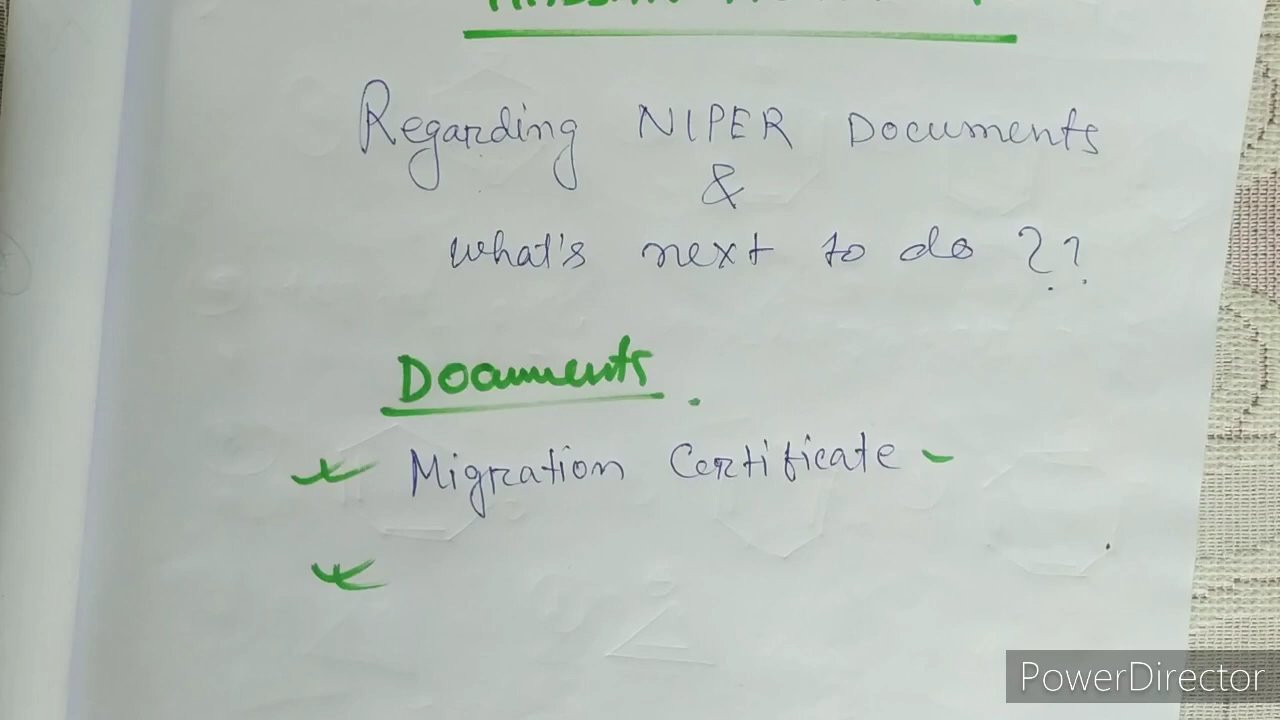 Regarding NIPER Documents
&
what's next to do ??
Documents
Migration Certificate -
PowerDirector